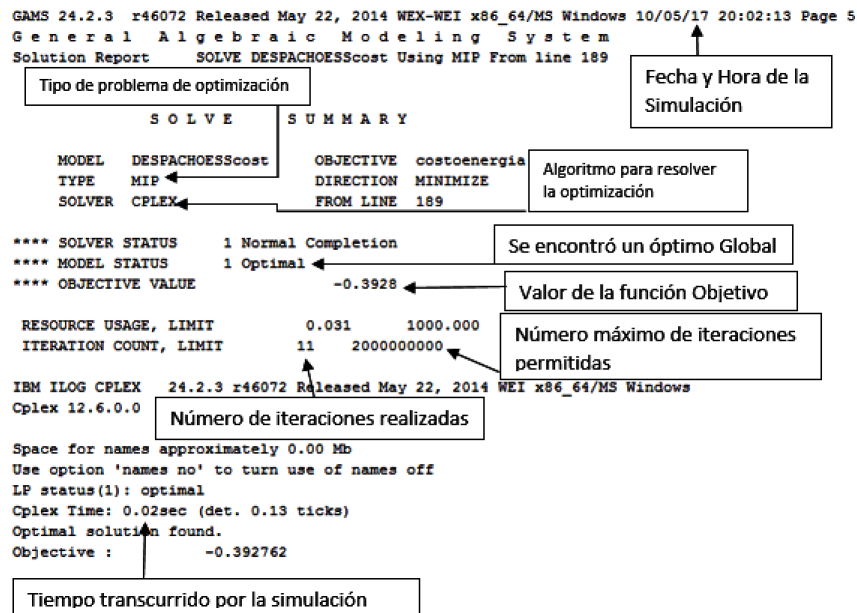 GAMS 24.2.3 r46072 Released May 22, 2014 WEX-WEI x86_64/MS Windows 10/05/17 20:02:13 Page 5
G e n e r a l A l g e b r a i c M o d e l i n g S y s t e m
Solution Report SOLVE DESPACHOESScost Using MIP From line 189
Tipo de problema de optimización
Fecha y Hora de la
Simulación
S O L V E S U M M A R Y
MODEL DESPACHOESScost OBJECTIVE costoenergia
TYPE MIP DIRECTION MINIMIZE
SOLVER CPLEX FROM LINE 189
Algoritmo para resolver
la optimización
**** SOLVER STATUS 1 Normal Completion
**** MODEL STATUS 1 Optimal
**** OBJECTIVE VALUE -0.3928
Se encontró un óptimo Global
Valor de la función Objetivo
RESOURCE USAGE, LIMIT 0.031 1000.000
ITERATION COUNT, LIMIT 11 2000000000
Número máximo de iteraciones
permitidas
IBM ILOG CPLEX 24.2.3 r46072 Released May 22, 2014 WEI x86_64/MS Windows
Cplex 12.6.0.0
Número de iteraciones realizadas
Space for names approximately 0.00 Mb
Use option 'names no' to turn use of names off
LP status(1): optimal
Cplex Time: 0.02sec (det. 0.13 ticks)
Optimal solution found.
Objective : -0.392762
Tiempo transcurrido por la simulación